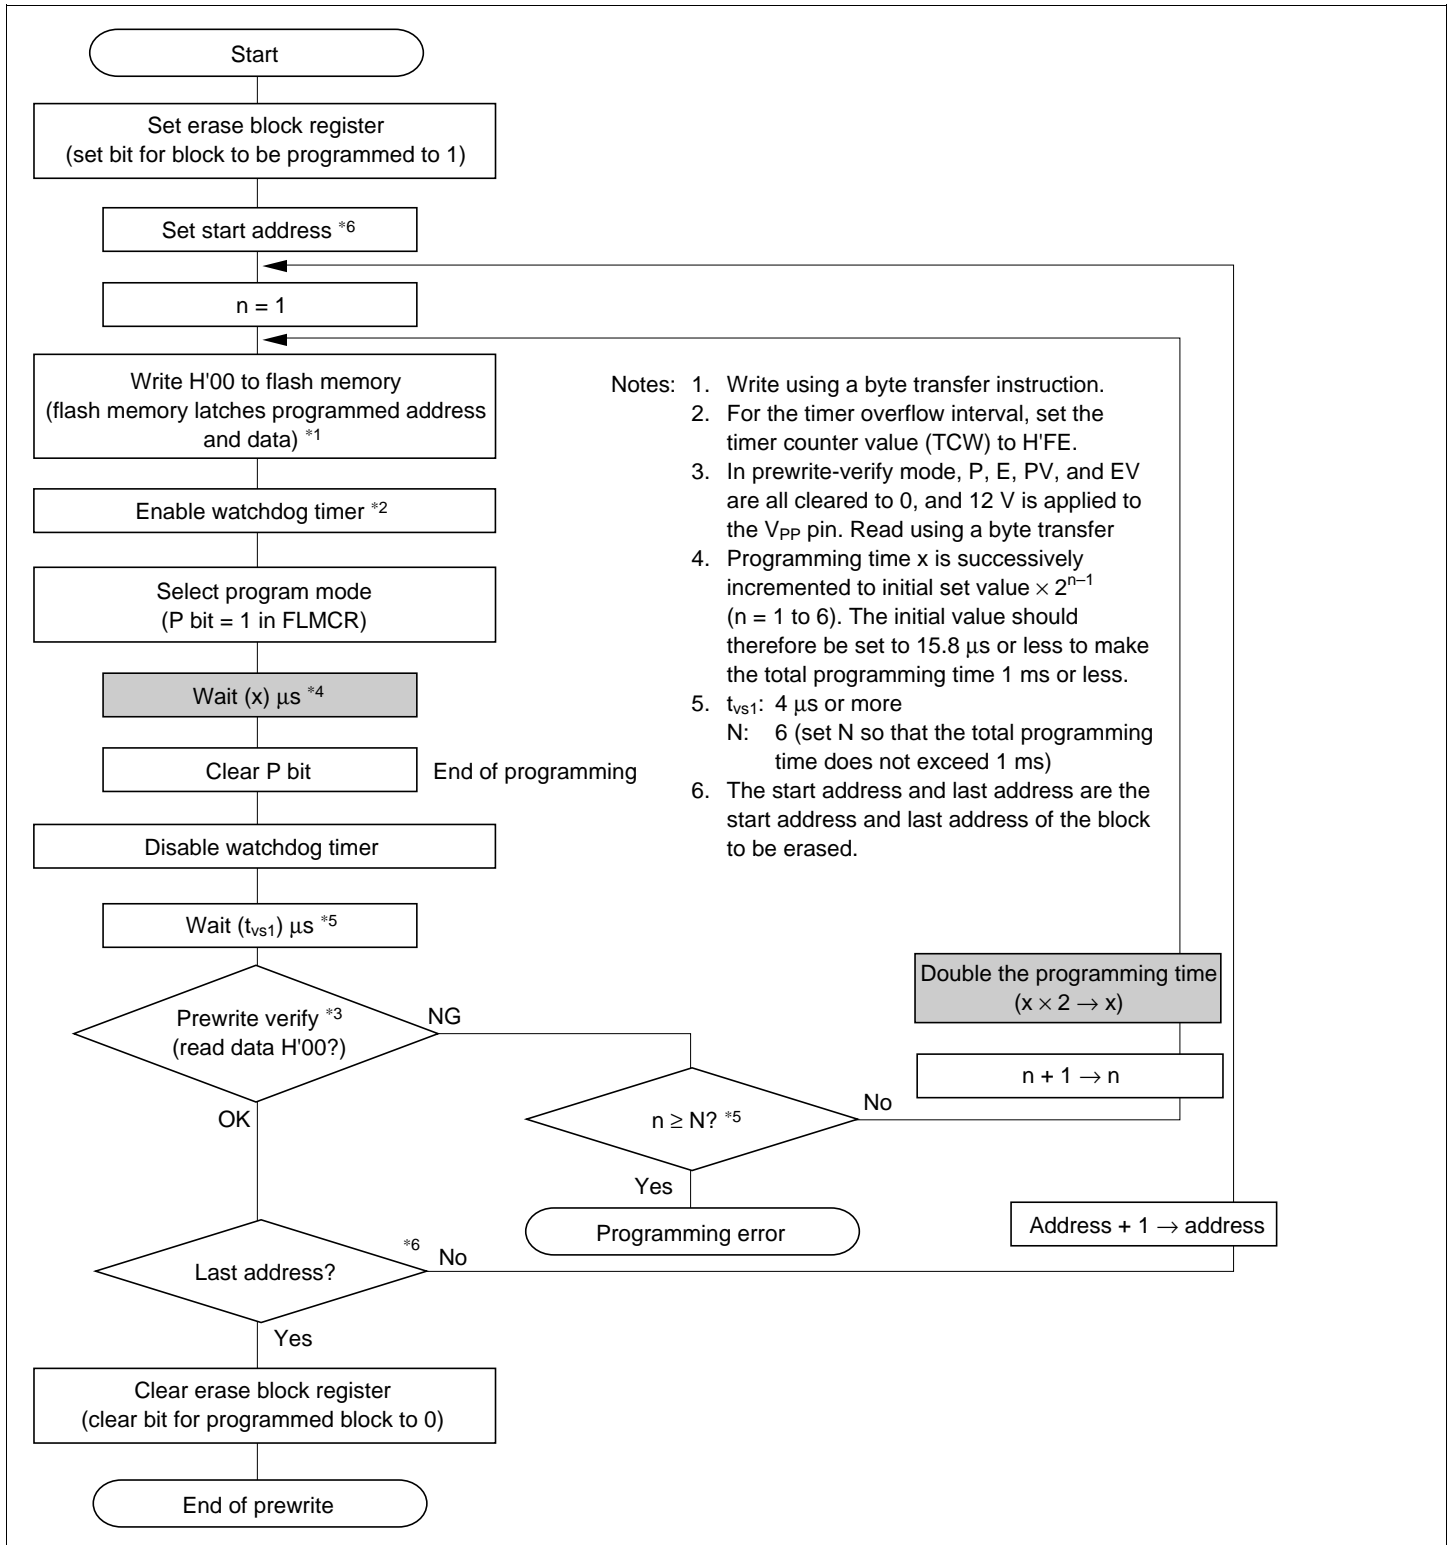 Start
Set erase block register
(set bit for block to be programmed to 1)
Set start address *6
n = 1
Write H'00 to flash memory
(flash memory latches programmed address
and data) *1
Enable watchdog timer *2
Select program mode
(P bit = 1 in FLMCR)
Wait (x) μs *4
Clear P bit
End of programming
Disable watchdog timer
Wait (tvs1) μs *5
Prewrite verify *3
(read data H'00?)
NG
OK
n ≥ N? *5
No
Yes
Programming error
Double the programming time
(x × 2 → x)
n + 1 → n
Address + 1 → address
Last address?
*6
No
Yes
Clear erase block register
(clear bit for programmed block to 0)
End of prewrite
Notes: 1. Write using a byte transfer instruction.
2. For the timer overflow interval, set the
timer counter value (TCW) to H'FE.
3. In prewrite-verify mode, P, E, PV, and EV
are all cleared to 0, and 12 V is applied to
the VPP pin. Read using a byte transfer
4. Programming time x is successively
incremented to initial set value × 2^n–1
(n = 1 to 6). The initial value should
therefore be set to 15.8 μs or less to make
the total programming time 1 ms or less.
5. tvs1: 4 μs or more
N: 6 (set N so that the total programming
time does not exceed 1 ms)
6. The start address and last address are the
start address and last address of the block
to be erased.